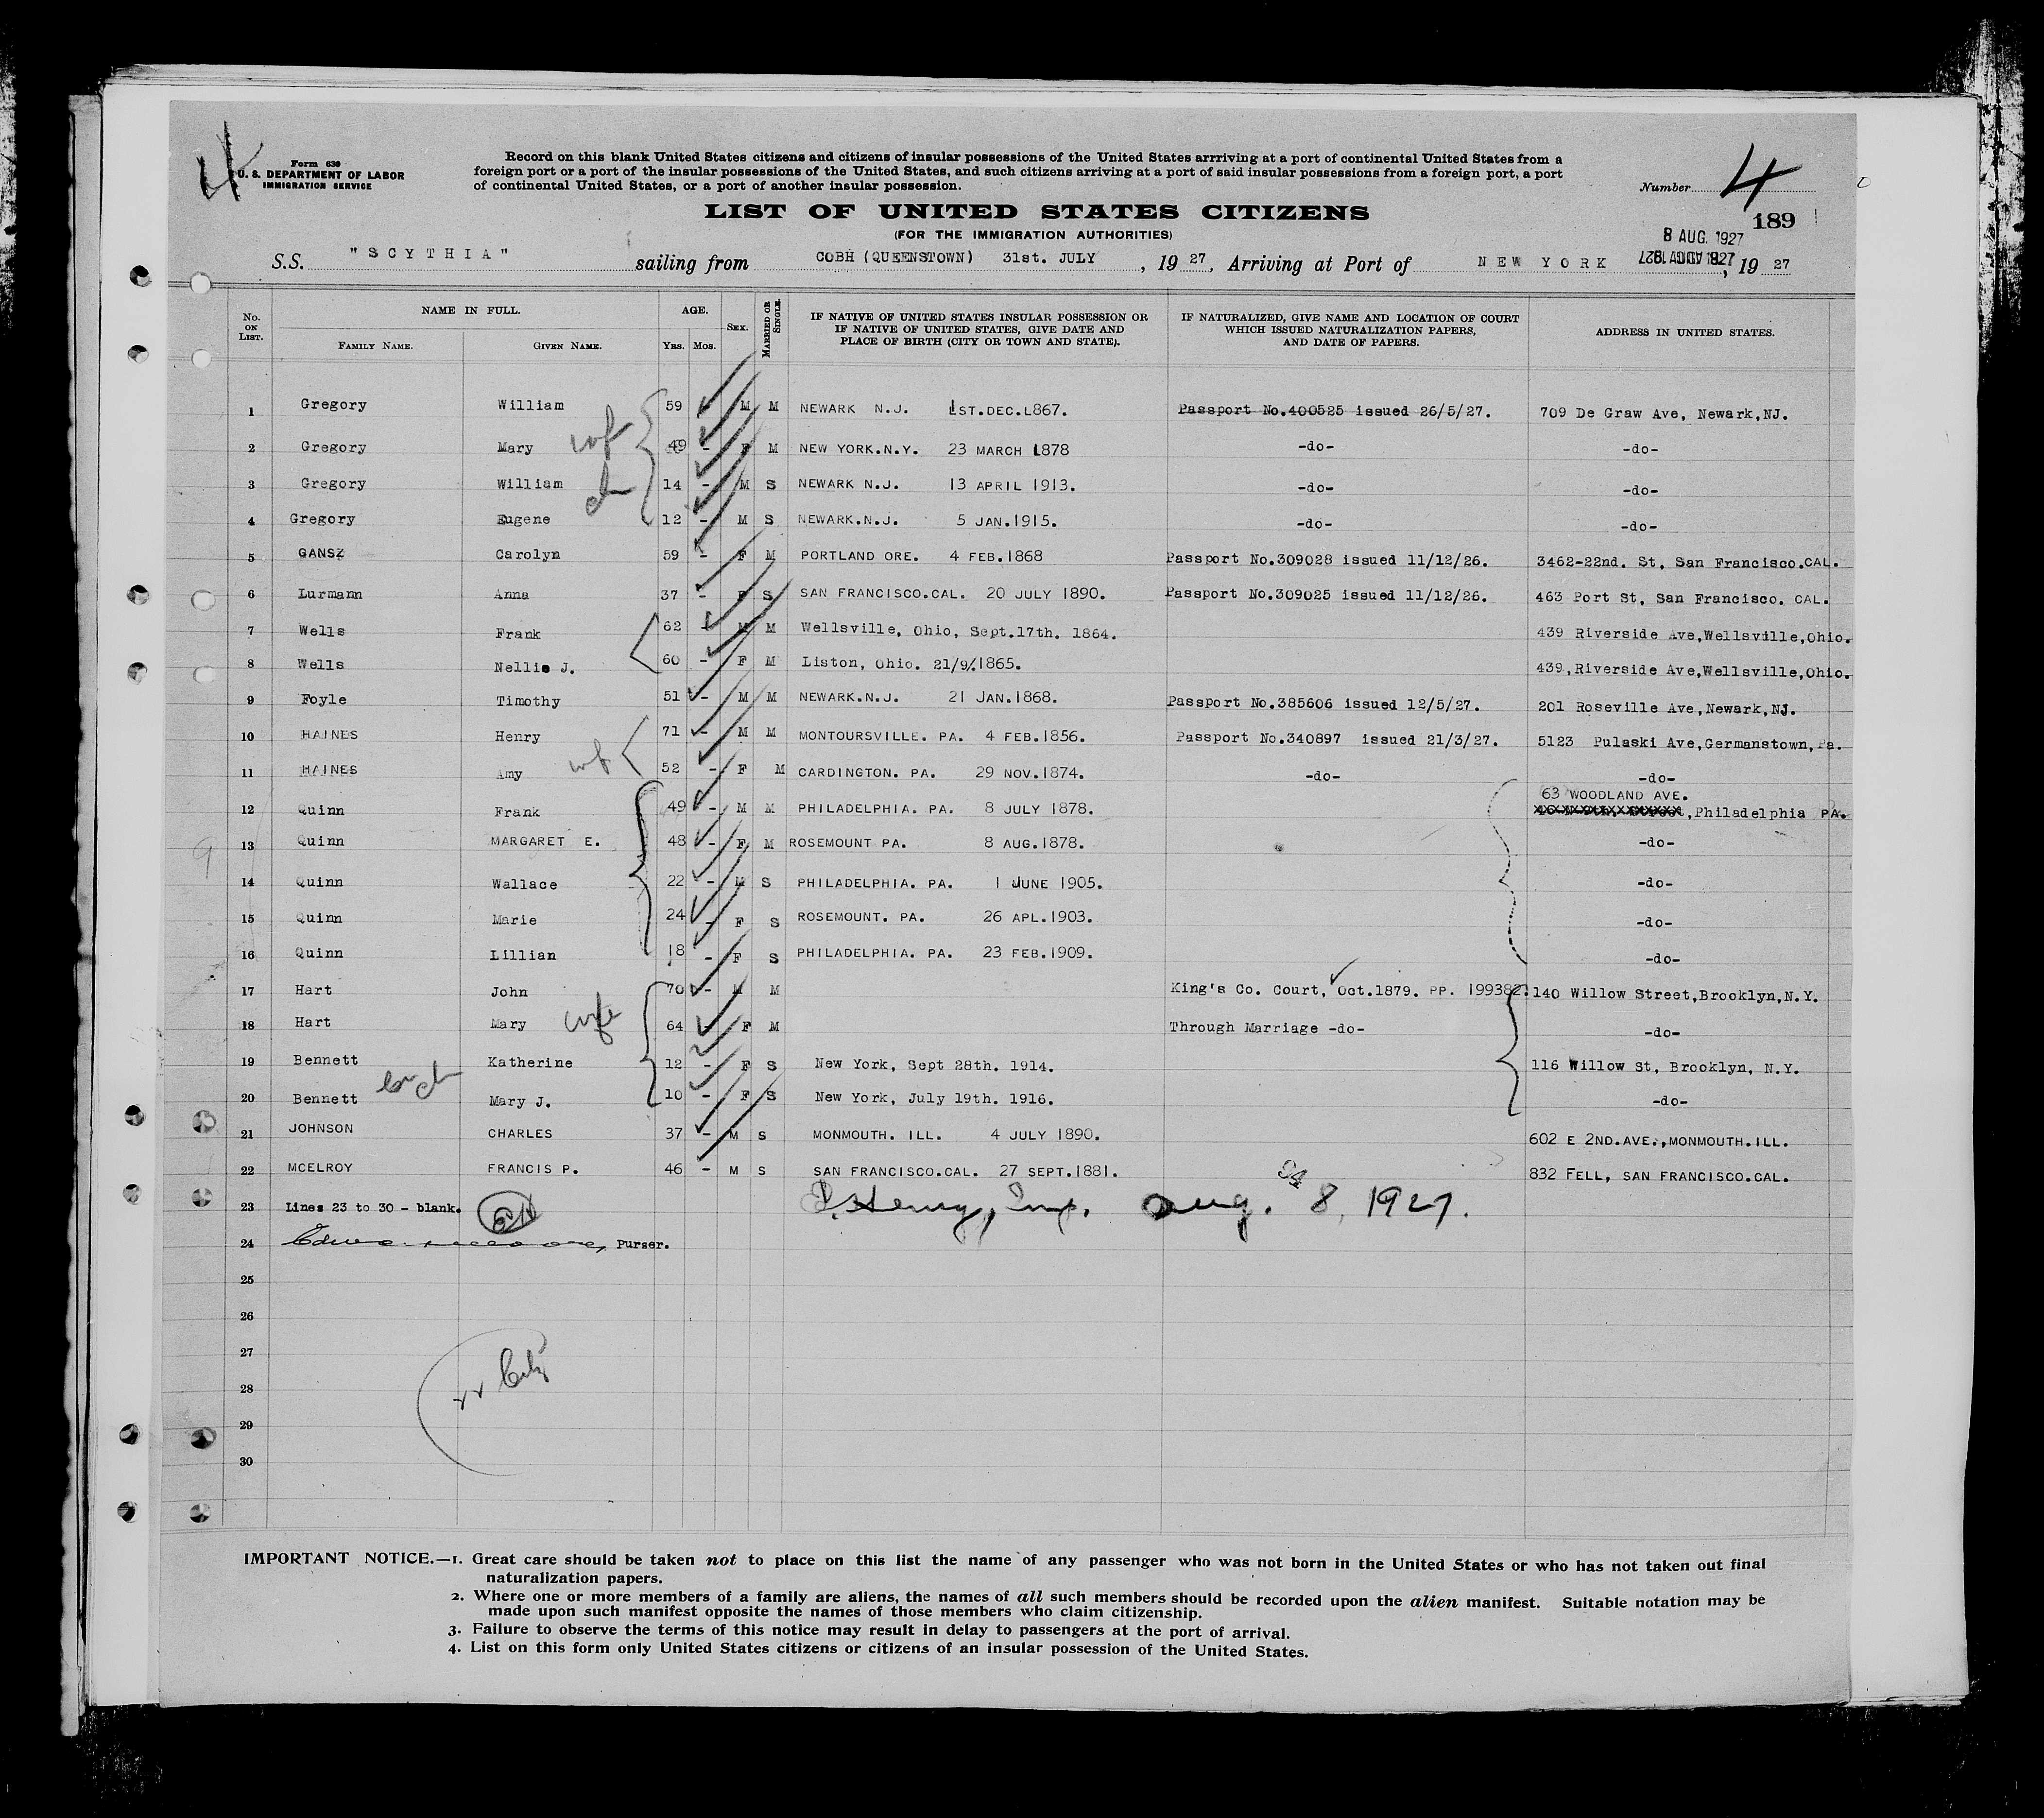 4
Form 630
U. S. DEPARTMENT OF LABOR
IMMIGRATION SERVICE
Record on this blank United States citizens and citizens of insular possessions of the United States arrriving at a port of continental United States from a
foreign port or a port of the insular possessions of the United States, and such citizens arriving at a port of said insular possessions from a foreign port, a port
of continental United States, or a port of another insular possession.
Number 4
LIST OF UNITED STATES CITIZENS
189
(FOR THE IMMIGRATION AUTHORITIES)
8 AUG. 1927
S.S. "SCYTHIA" sailing from COBH (QUEENSTOWN) 31st. JULY, 1927, Arriving at Port of NEW YORK, 1927
No. ON LIST. NAME IN FULL. AGE. SEX. MARRIED OR SINGLE. IF NATIVE OF UNITED STATES INSULAR POSSESSION OR IF NATIVE OF UNITED STATES, GIVE DATE AND PLACE OF BIRTH (CITY OR TOWN AND STATE). IF NATURALIZED, GIVE NAME AND LOCATION OF COURT WHICH ISSUED NATURALIZATION PAPERS, AND DATE OF PAPERS. ADDRESS IN UNITED STATES.
FAMILY NAME. GIVEN NAME. YRS. MOS.
1 Gregory William 59 M M NEWARK N.J. 1ST.DEC.L867. Passport No.400525 issued 26/5/27. 709 De Graw Ave, Newark,NJ.
2 Gregory Mary wf 49 - F M NEW YORK.N.Y. 23 MARCH L878 -do- -do-
3 Gregory William ch 14 - M S NEWARK N.J. 13 APRIL 1913. -do- -do-
4 Gregory Eugene 12 - M S NEWARK.N.J. 5 JAN.1915. -do- -do-
5 GANSZ Carolyn 59 - F M PORTLAND ORE. 4 FEB.1868 Passport No.309028 issued 11/12/26. 3462-22nd. St, San Francisco.CAL.
6 Lurmann Anna 37 - F S SAN FRANCISCO.CAL. 20 JULY 1890. Passport No.309025 issued 11/12/26. 463 Port St, San Francisco. CAL.
7 Wells Frank 62 - M M Wellsville, Ohio, Sept.17th. 1864. 439 Riverside Ave,Wellsville,Ohio.
8 Wells Nellie J. 60 - F M Liston, Ohio. 21/9/1865. 439,Riverside Ave,Wellsville,Ohio.
9 Foyle Timothy 51 - M M NEWARK.N.J. 21 JAN.1868. Passport No.385606 issued 12/5/27. 201 Roseville Ave,Newark,NJ.
10 HAINES Henry 71 - M M MONTOURSVILLE. PA. 4 FEB.1856. Passport No.340897 issued 21/3/27. 5123 Pulaski Ave,Germanstown,Pa.
11 HAINES Amy wf 52 - F M CARDINGTON. PA. 29 NOV.1874. -do- -do-
63 WOODLAND AVE.
12 Quinn Frank 49 - M M PHILADELPHIA. PA. 8 JULY 1878. ,Philadelphia PA.
13 Quinn MARGARET E. 48 - F M ROSEMOUNT PA. 8 AUG.1878. -do-
14 Quinn Wallace 22 - M S PHILADELPHIA. PA. 1 JUNE 1905. -do-
15 Quinn Marie 24 - F S ROSEMOUNT. PA. 26 APL.1903. -do-
16 Quinn Lillian 18 - F S PHILADELPHIA. PA. 23 FEB.1909. -do-
17 Hart John 70 - M M King's Co. Court, Oct.1879. PP. 199382. 140 Willow Street,Brooklyn,N.Y.
18 Hart Mary wife 64 - F M Through Marriage -do- -do-
19 Bennett Katherine 12 - F S New York, Sept 28th. 1914. 116 Willow St, Brooklyn, N.Y.
20 Bennett Mary J. 10 - F S New York, July 19th. 1916. -do-
21 JOHNSON CHARLES 37 - M S MONMOUTH. ILL. 4 JULY 1890. 602 E 2ND.AVE.,MONMOUTH.ILL.
22 MCELROY FRANCIS P. 46 - M S SAN FRANCISCO.CAL. 27 SEPT.1881. 832 FELL, SAN FRANCISCO.CAL.
23 Lines 23 to 30 - blank. Henry, Insp. Aug. 8, 1927.
24 Purser.
25
26
27
28
29
30
IMPORTANT NOTICE.—1. Great care should be taken not to place on this list the name of any passenger who was not born in the United States or who has not taken out final
naturalization papers.
2. Where one or more members of a family are aliens, the names of all such members should be recorded upon the alien manifest. Suitable notation may be
made upon such manifest opposite the names of those members who claim citizenship.
3. Failure to observe the terms of this notice may result in delay to passengers at the port of arrival.
4. List on this form only United States citizens or citizens of an insular possession of the United States.